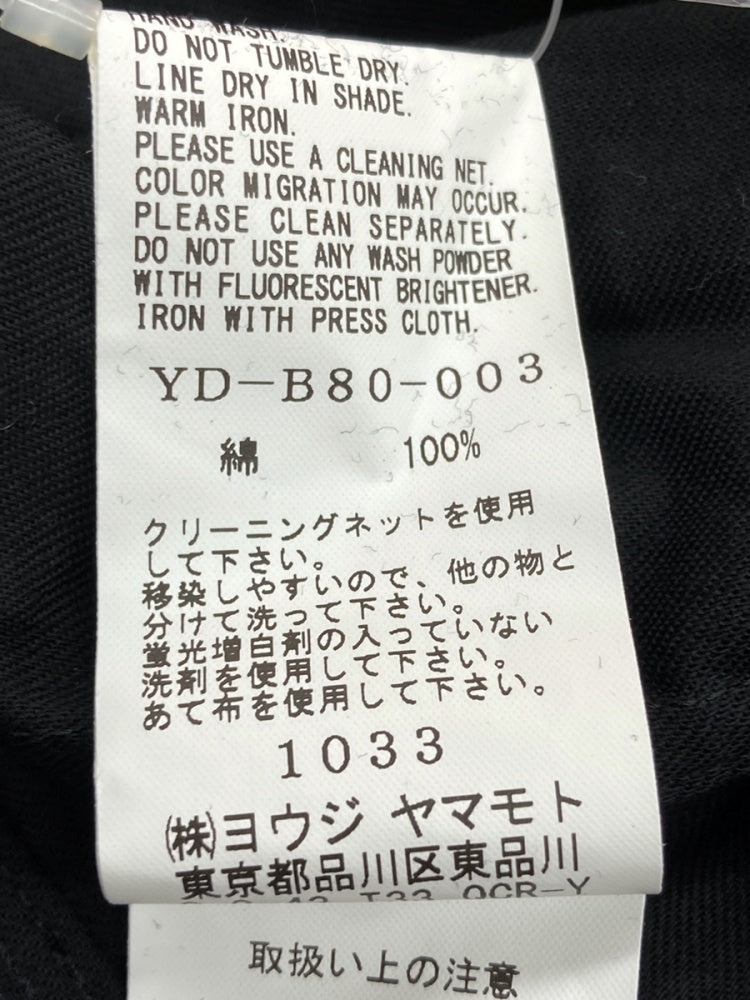 HAND WASH.
DO NOT TUMBLE DRY.
LINE DRY IN SHADE.
WARM IRON.
PLEASE USE A CLEANING NET.
COLOR MIGRATION MAY OCCUR.
PLEASE CLEAN SEPARATELY.
DO NOT USE ANY WASH POWDER
WITH FLUORESCENT BRIGHTENER.
IRON WITH PRESS CLOTH.
YD-B80-003
綿 100%
クリーニングネットを使用
して下さい。
移染しやすいので、他の物と
分けて洗って下さい。
蛍光増白剤の入っていない
洗剤を使用して下さい。
あて布を使用して下さい。
1033
㈱ヨウジ ヤマモト
東京都品川区東品川
OCR-Y
取扱い上の注意